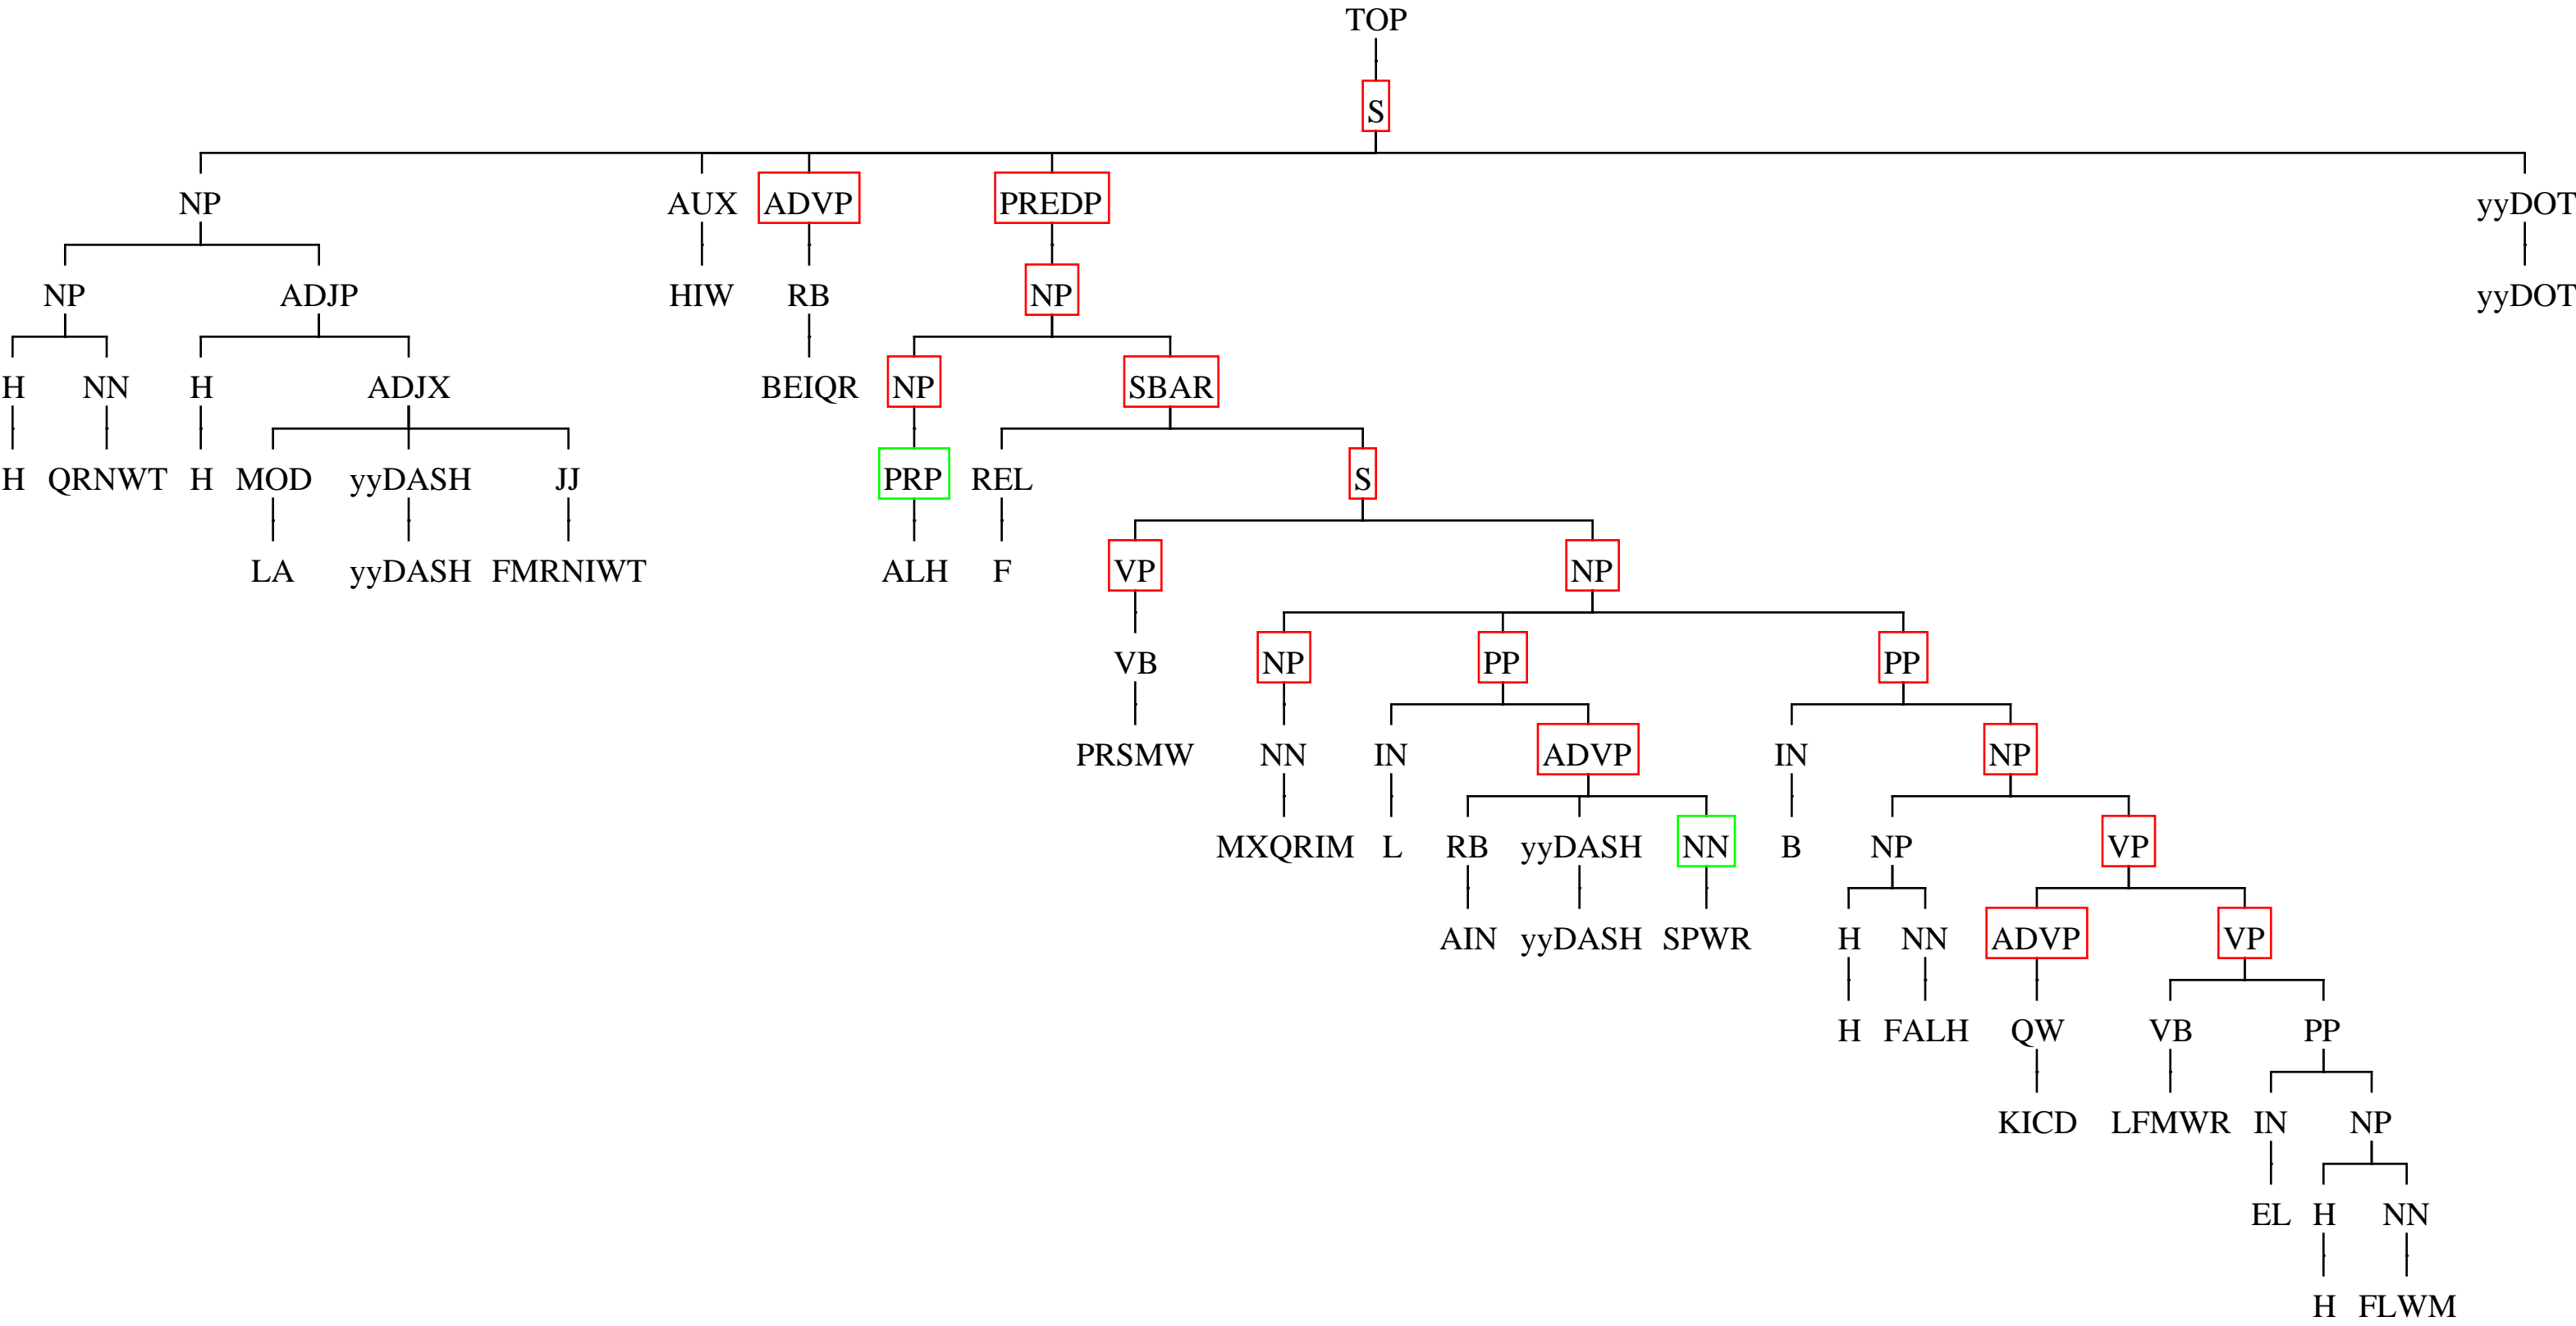 TOP
S
NP AUX ADVP PREDP yyDOT
NP ADJP HIW RB NP yyDOT
H NN H ADJX BEIQR NP SBAR
H QRNWT H MOD yyDASH JJ PRP REL S
LA yyDASH FMRNIWT ALH F VP NP
VB NP PP PP
PRSMW NN IN ADVP IN NP
MXQRIM L RB yyDASH NN B NP VP
AIN yyDASH SPWR H NN ADVP VP
H FALH QW VB PP
KICD LFMWR IN NP
EL H NN
H FLWM